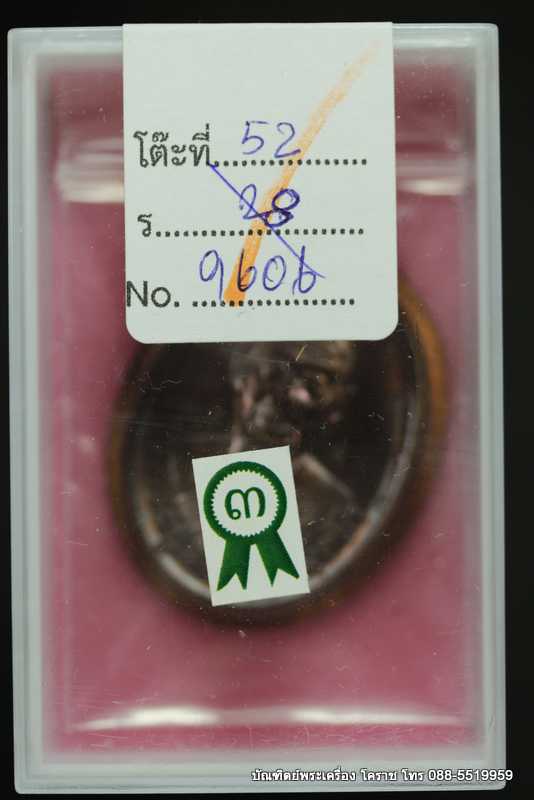 โต๊ะที่ 52
ร 28
No. 9606
๓
บัณฑิตย์พระเครื่อง โคราช โทร 088-5519959